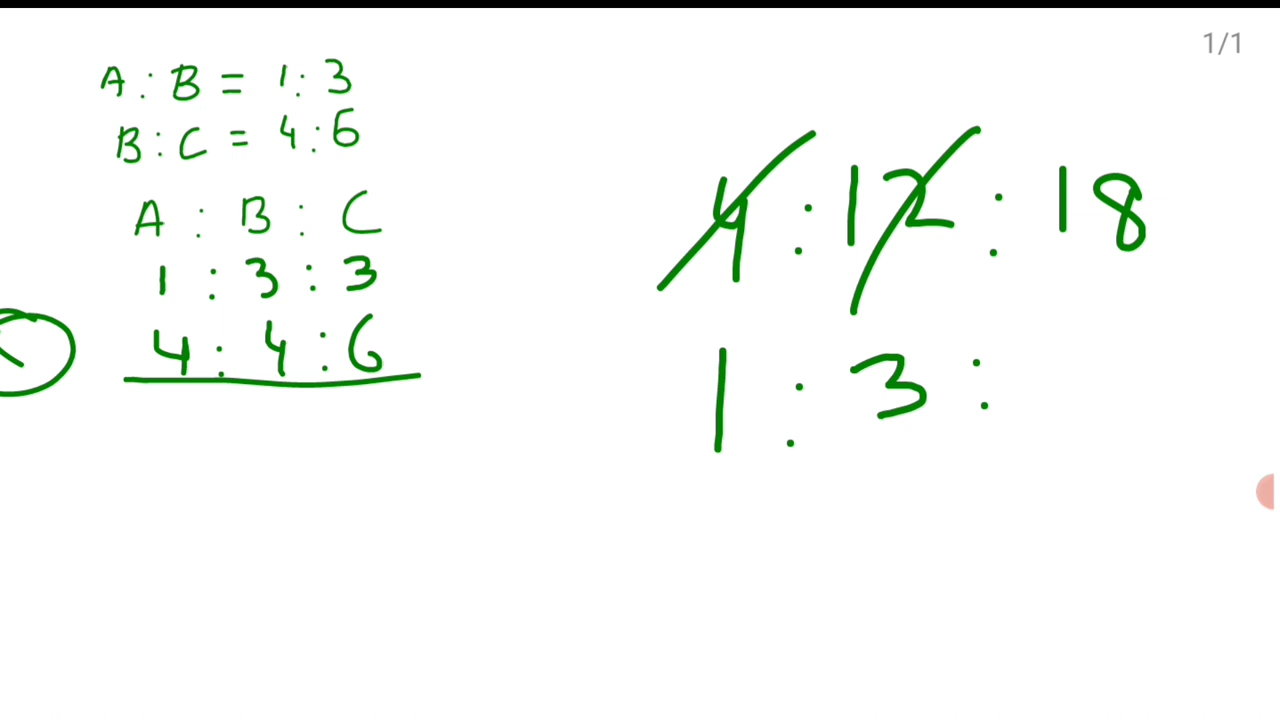 1/1
A : B = 1 : 3
B : C = 4 : 6
A : B : C
1 : 3 : 3
4 : 4 : 6
4 : 12 : 18
1 : 3 :